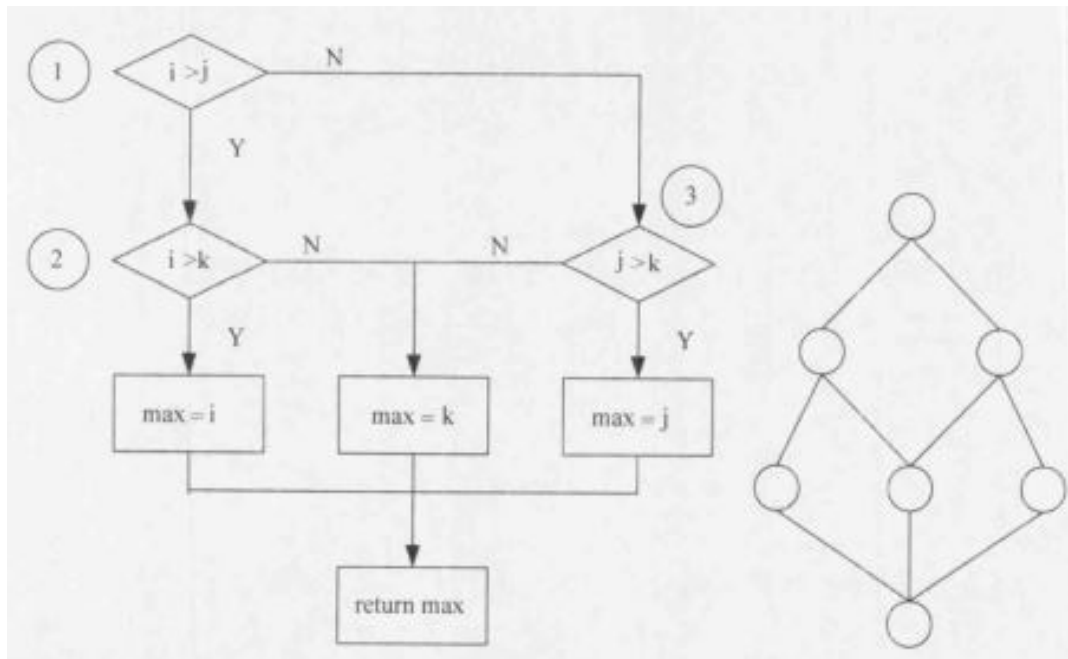 1
i >j
N
Y
3
2
i >k
N
N
j >k
Y
Y
max = i
max = k
max = j
return max